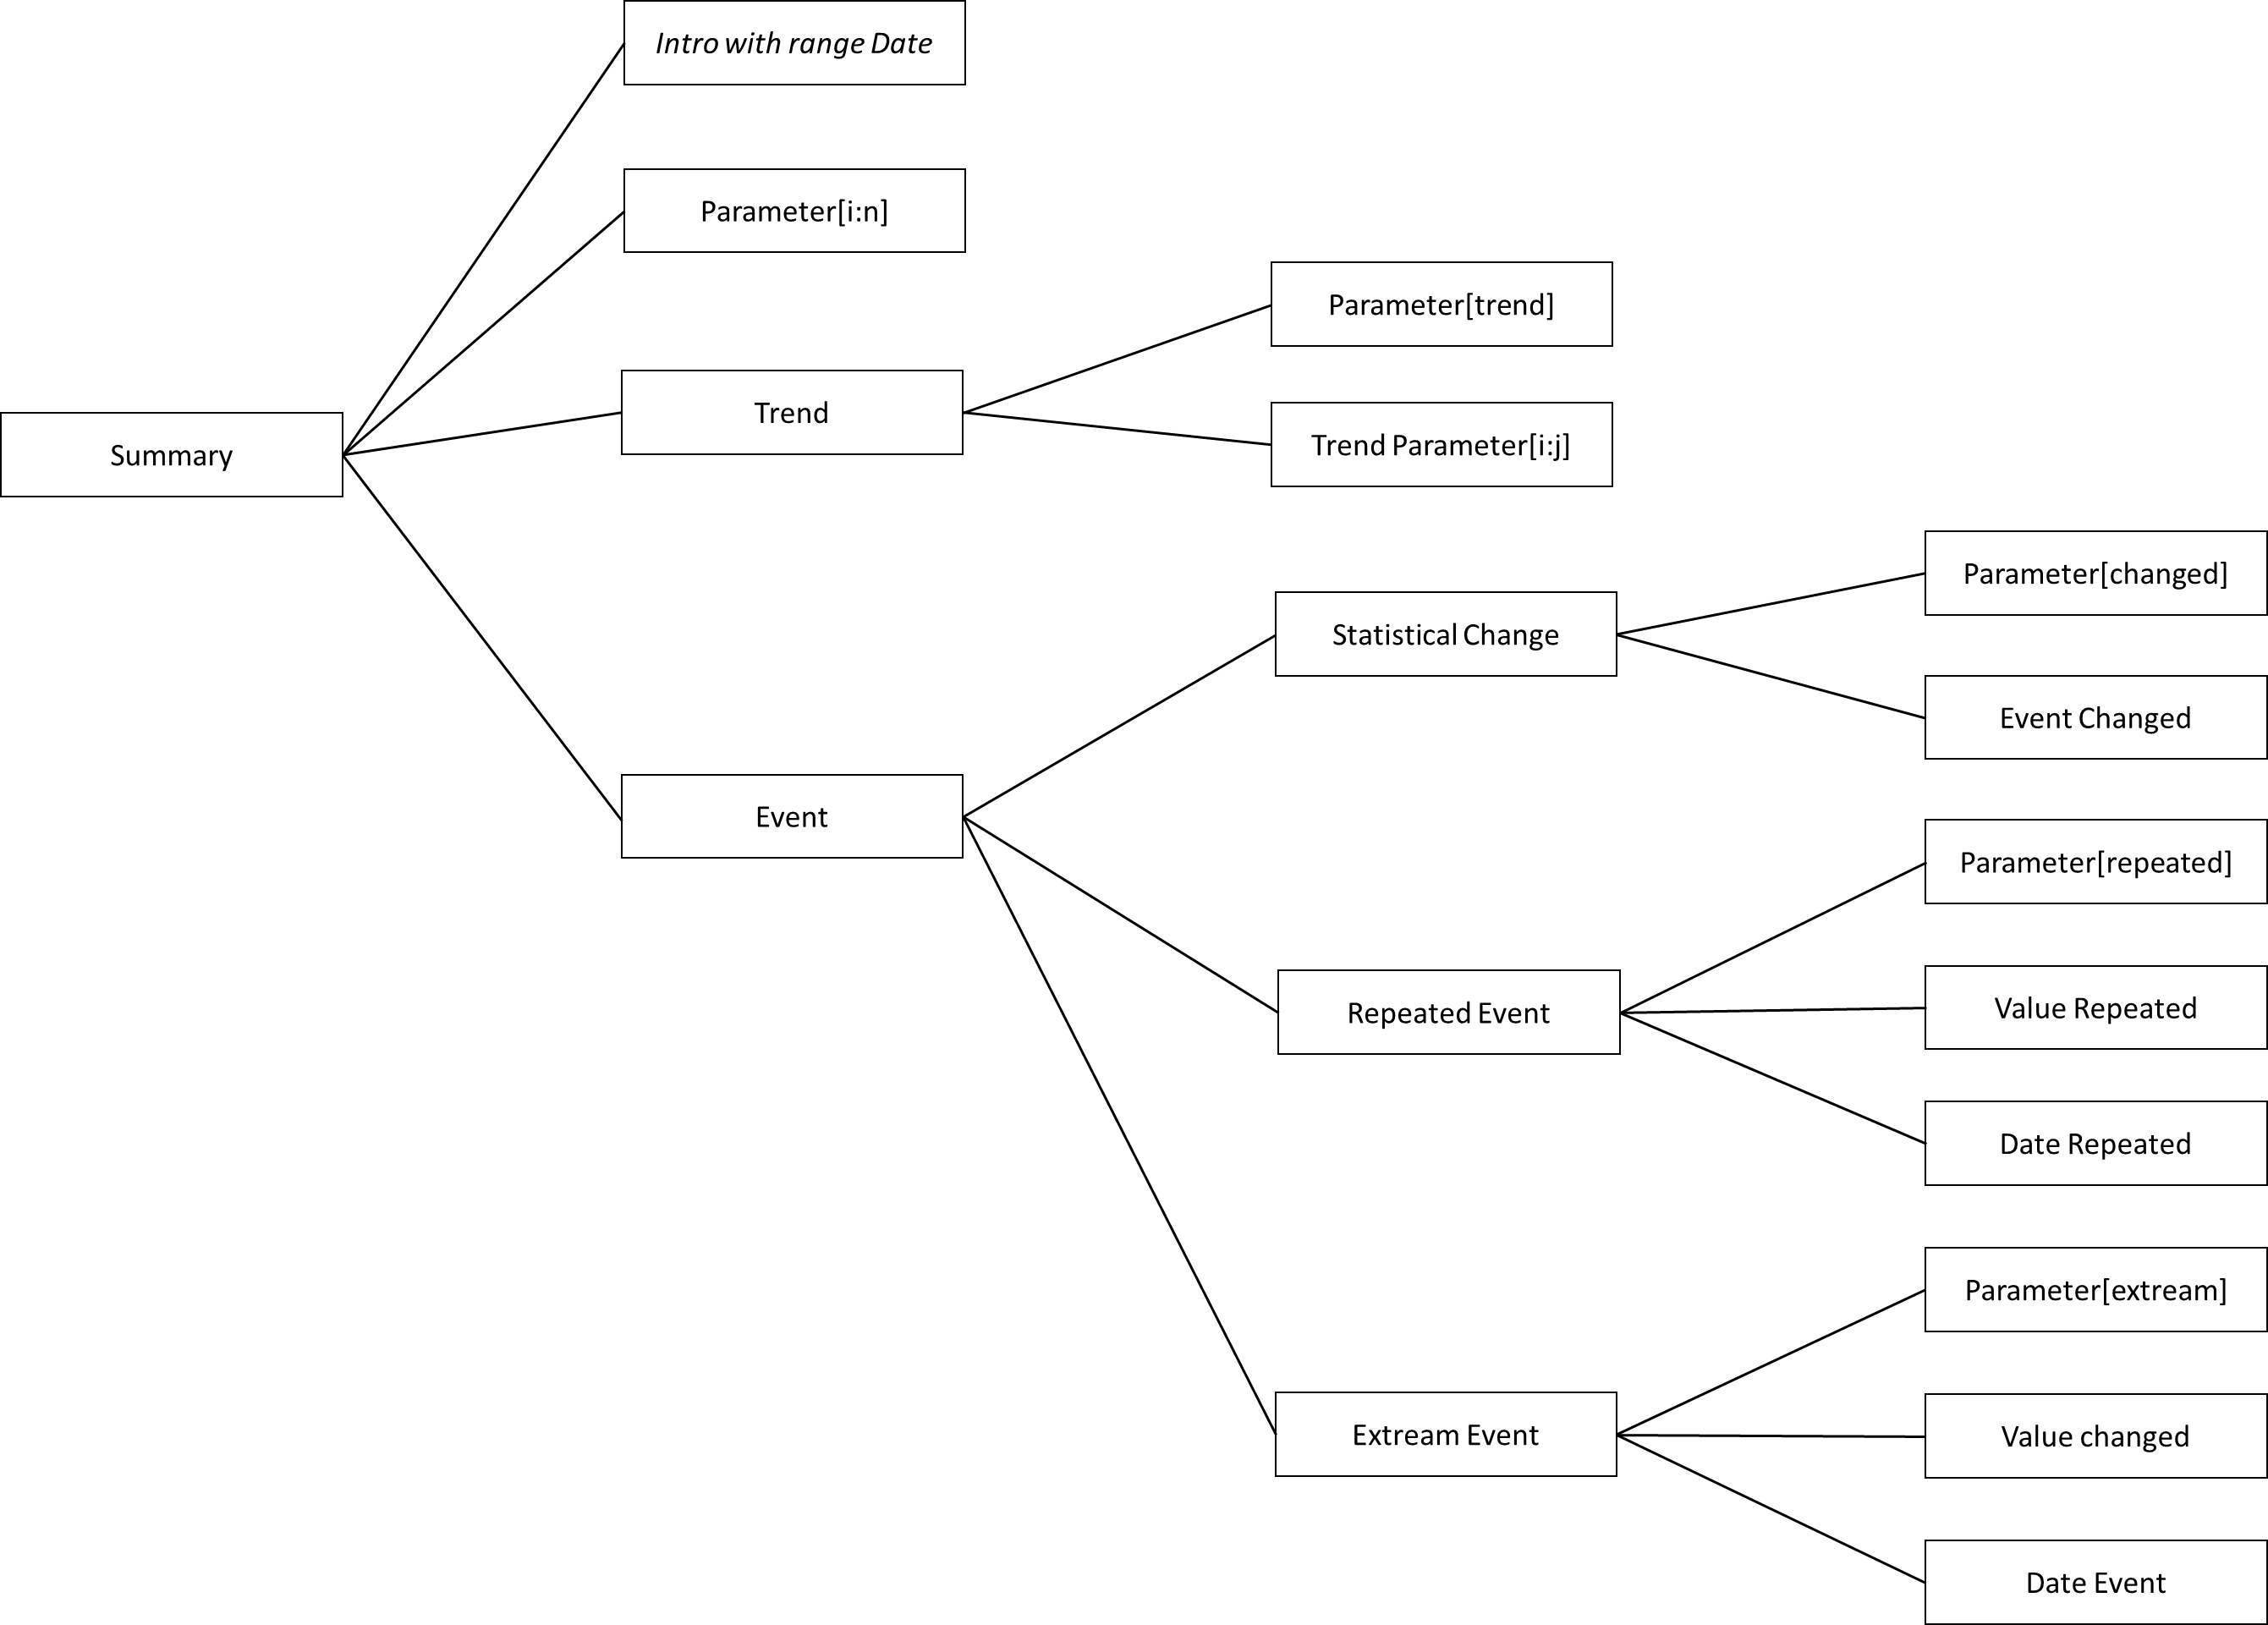 Intro with range Date
Parameter[i:n]
Parameter[trend]
Trend
Trend Parameter[i:j]
Summary
Parameter[changed]
Statistical Change
Event Changed
Event
Parameter[repeated]
Value Repeated
Repeated Event
Date Repeated
Parameter[extream]
Extream Event
Value changed
Date Event